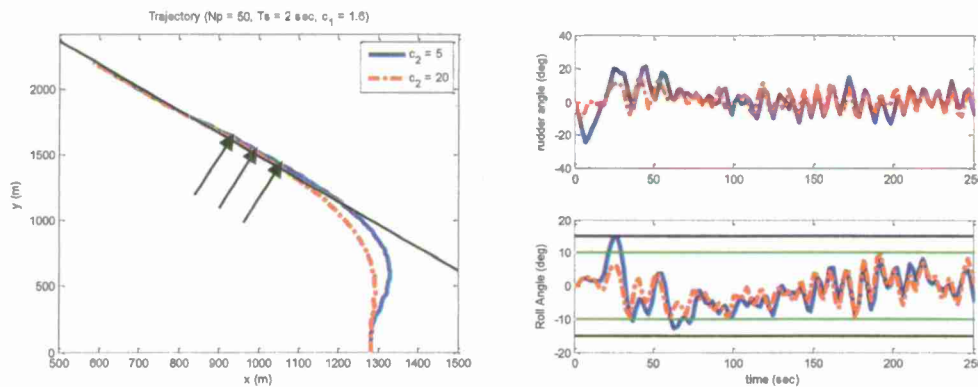 Trajectory (Np = 50, Ts = 2 sec, c1 = 1.6)
c2 = 5
c2 = 20
2000
1500
1000
500
0
y (m)
500 600 700 800 900 1000 1100 1200 1300 1400 1500
x (m)
40
20
0
-20
-40
rudder angle (deg)
0 50 100 150 200 250
20
10
0
-10
-20
Roll Angle (deg)
0 50 100 150 200 250
time (sec)